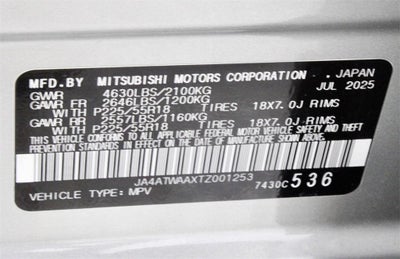 MFD.BY MITSUBISHI MOTORS CORPORATION . JAPAN
JUL 2025
GVWR 4630LBS/2100KG
GAWR FR 2646LBS/1200KG
WITH P225/55R18 TIRES 18X7.0J RIMS
GAWR RR 2557LBS/1160KG
WITH P225/55R18 TIRES 18X7.0J RIMS
THIS VEHICLE CONFORMS TO ALL APPLICABLE FEDERAL
MOTOR VEHICLE SAFETY STANDARDS IN EFFECT ON THE
DATE OF MANUFACTURE SHOWN ABOVE.
JA4ATWAAXTZ001253
VEHICLE TYPE: MPV 7430C 536